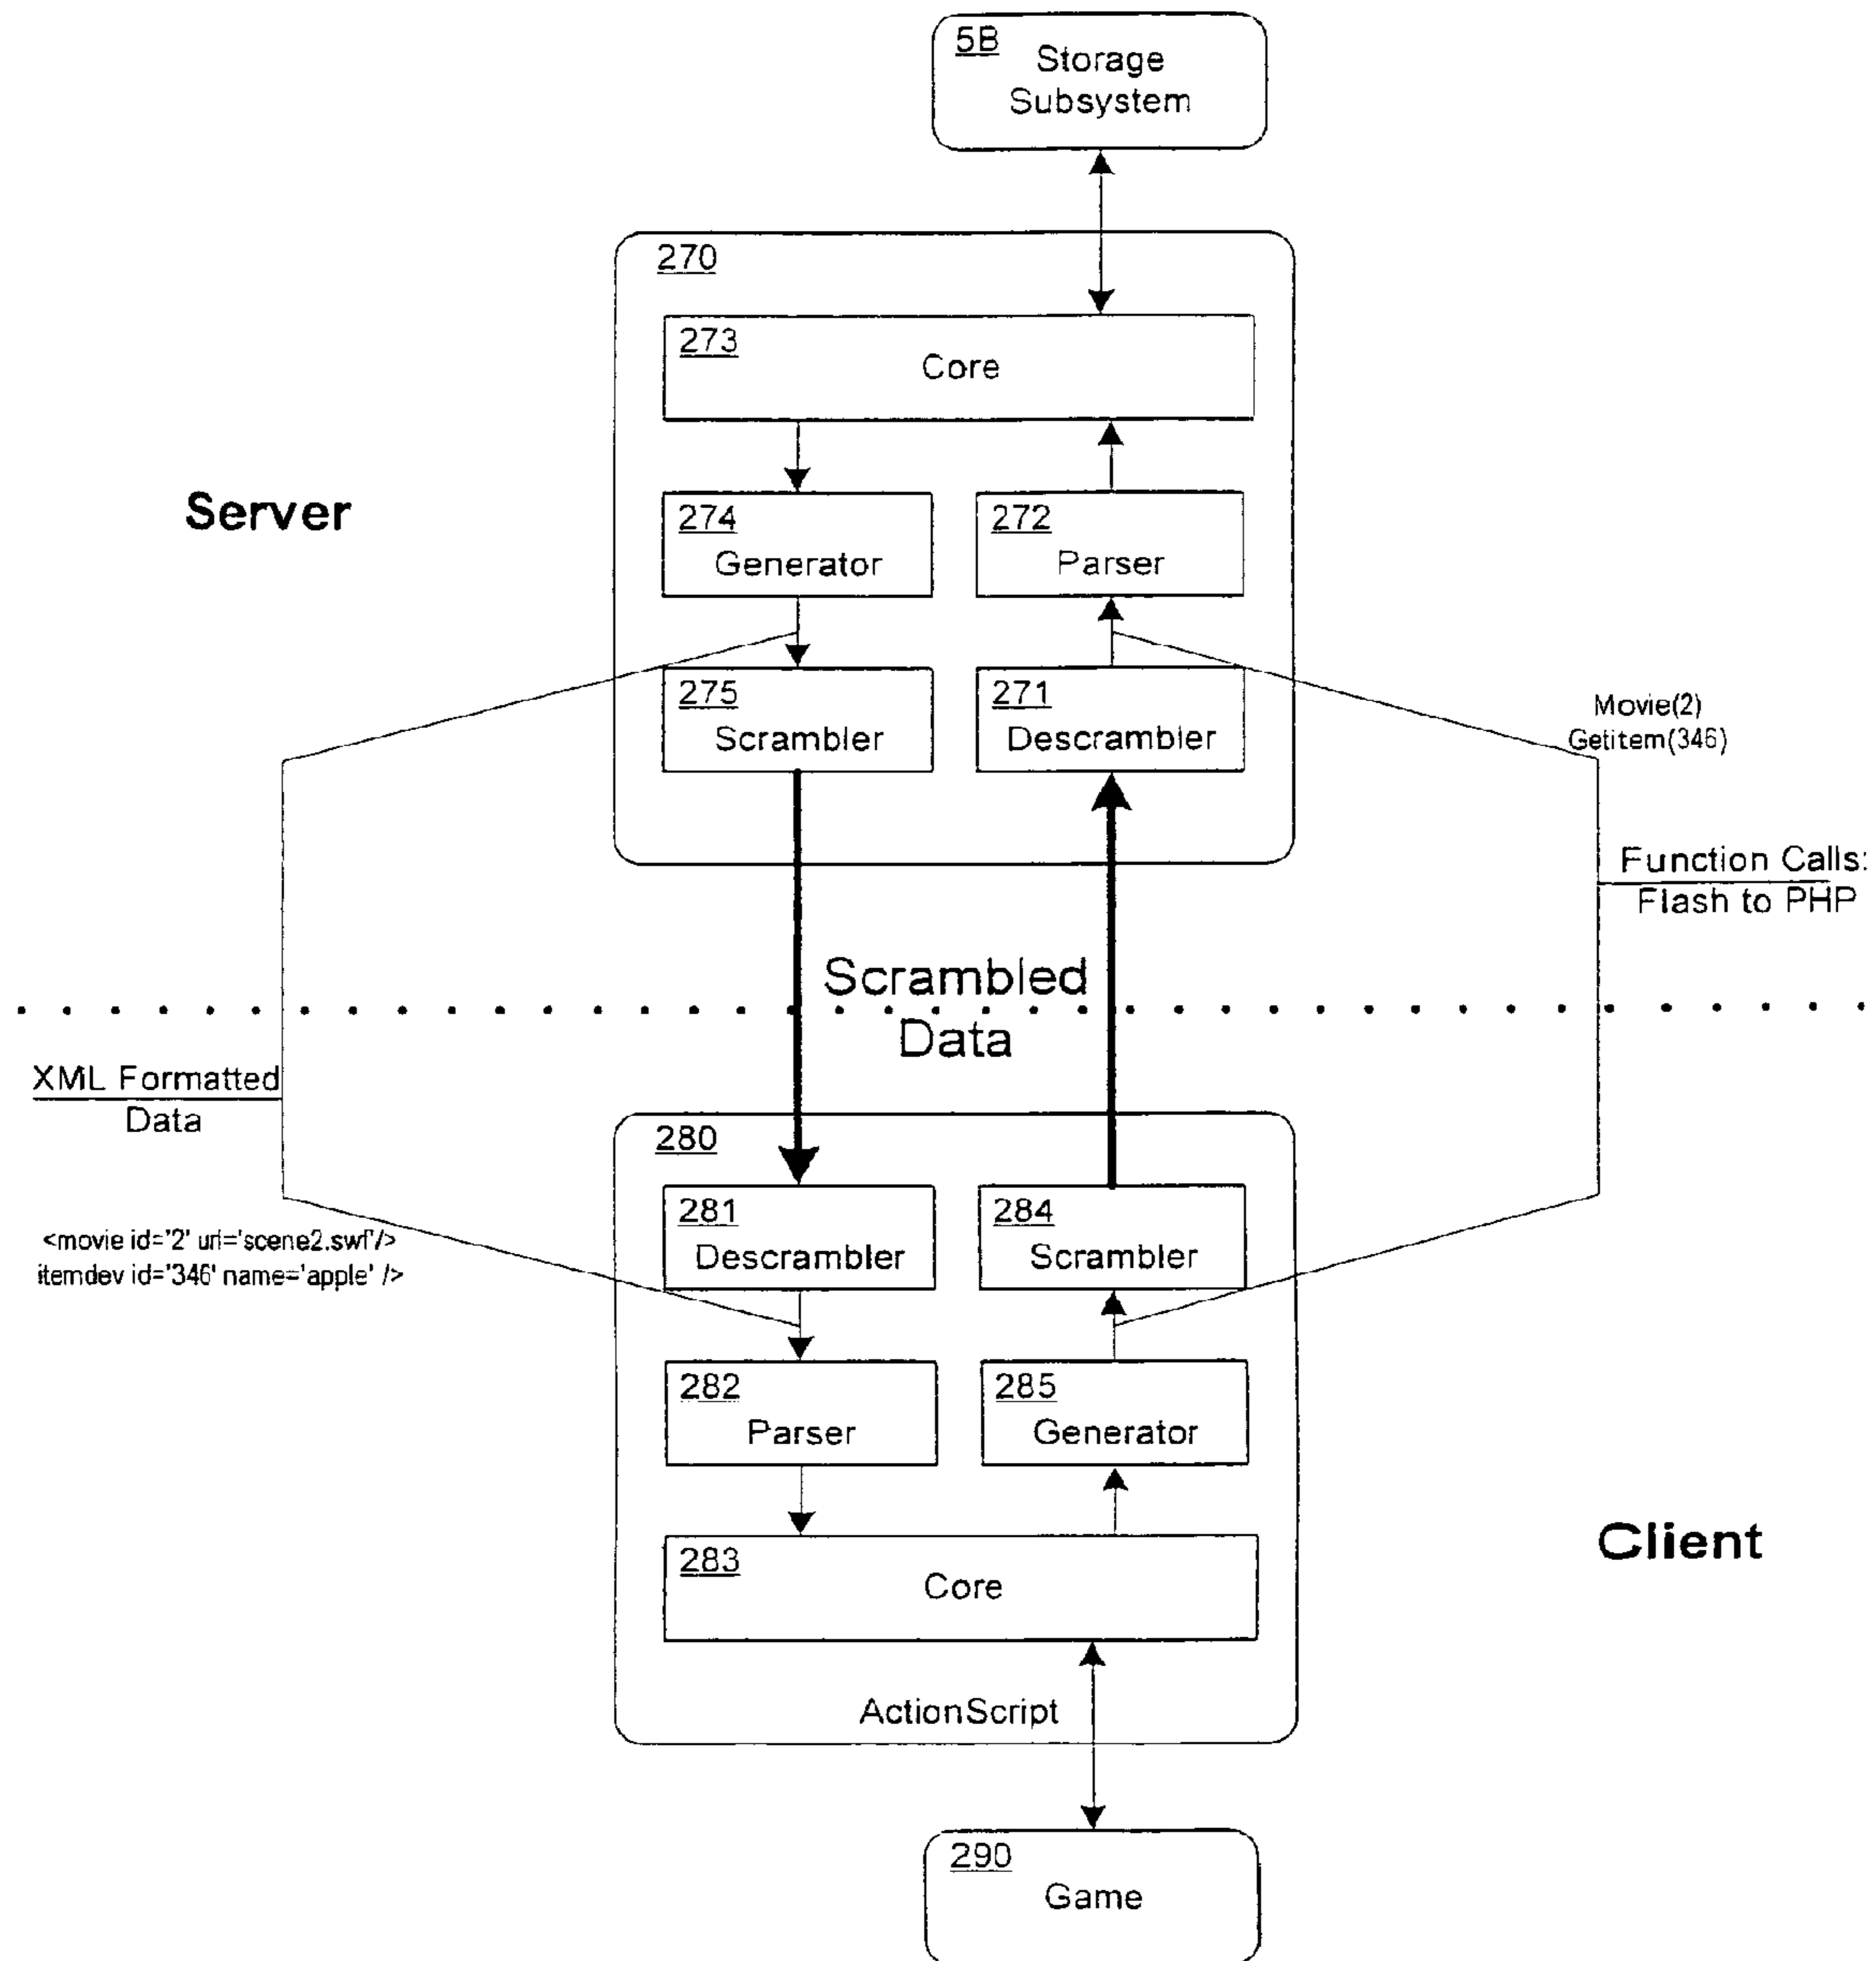 5B
Storage
Subsystem
270
273
Core
Server
274
Generator
272
Parser
275
Scrambler
271
Descrambler
Movie(2)
Getitem(346)
Function Calls:
Flash to PHP
Scrambled
Data
XML Formatted
Data
280
281
Descrambler
284
Scrambler
<movie id='2' url='scene2.swf'/>
itemdev id='346' name='apple' />
282
Parser
285
Generator
283
Core
Client
ActionScript
290
Game